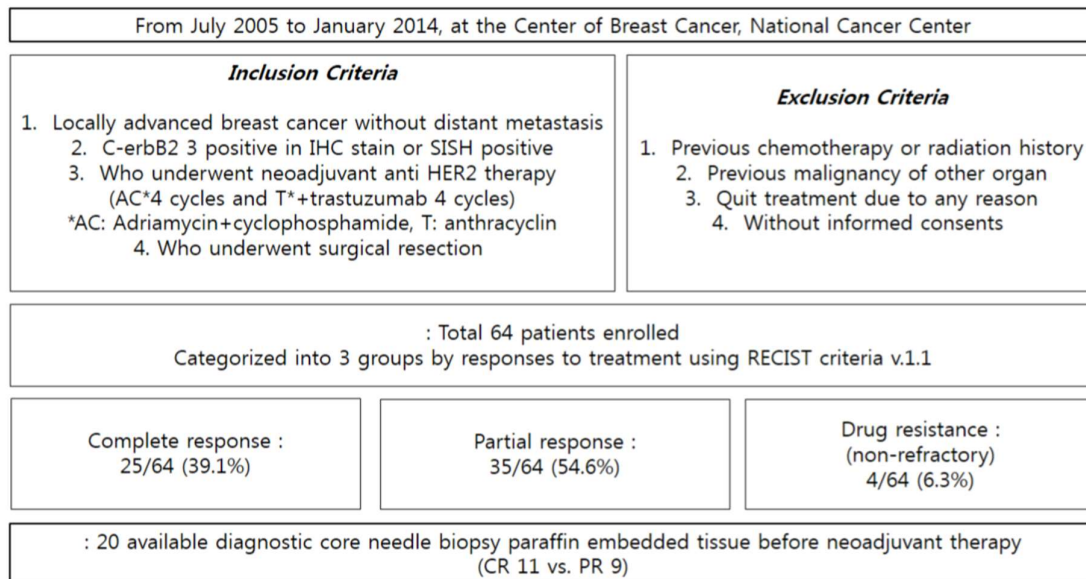 From July 2005 to January 2014, at the Center of Breast Cancer, National Cancer Center
Inclusion Criteria
1. Locally advanced breast cancer without distant metastasis
2. C-erbB2 3 positive in IHC stain or SISH positive
3. Who underwent neoadjuvant anti HER2 therapy
(AC*4 cycles and T*+trastuzumab 4 cycles)
*AC: Adriamycin+cyclophosphamide, T: anthracyclin
4. Who underwent surgical resection
Exclusion Criteria
1. Previous chemotherapy or radiation history
2. Previous malignancy of other organ
3. Quit treatment due to any reason
4. Without informed consents
: Total 64 patients enrolled
Categorized into 3 groups by responses to treatment using RECIST criteria v.1.1
Complete response :
25/64 (39.1%)
Partial response :
35/64 (54.6%)
Drug resistance :
(non-refractory)
4/64 (6.3%)
: 20 available diagnostic core needle biopsy paraffin embedded tissue before neoadjuvant therapy
(CR 11 vs. PR 9)